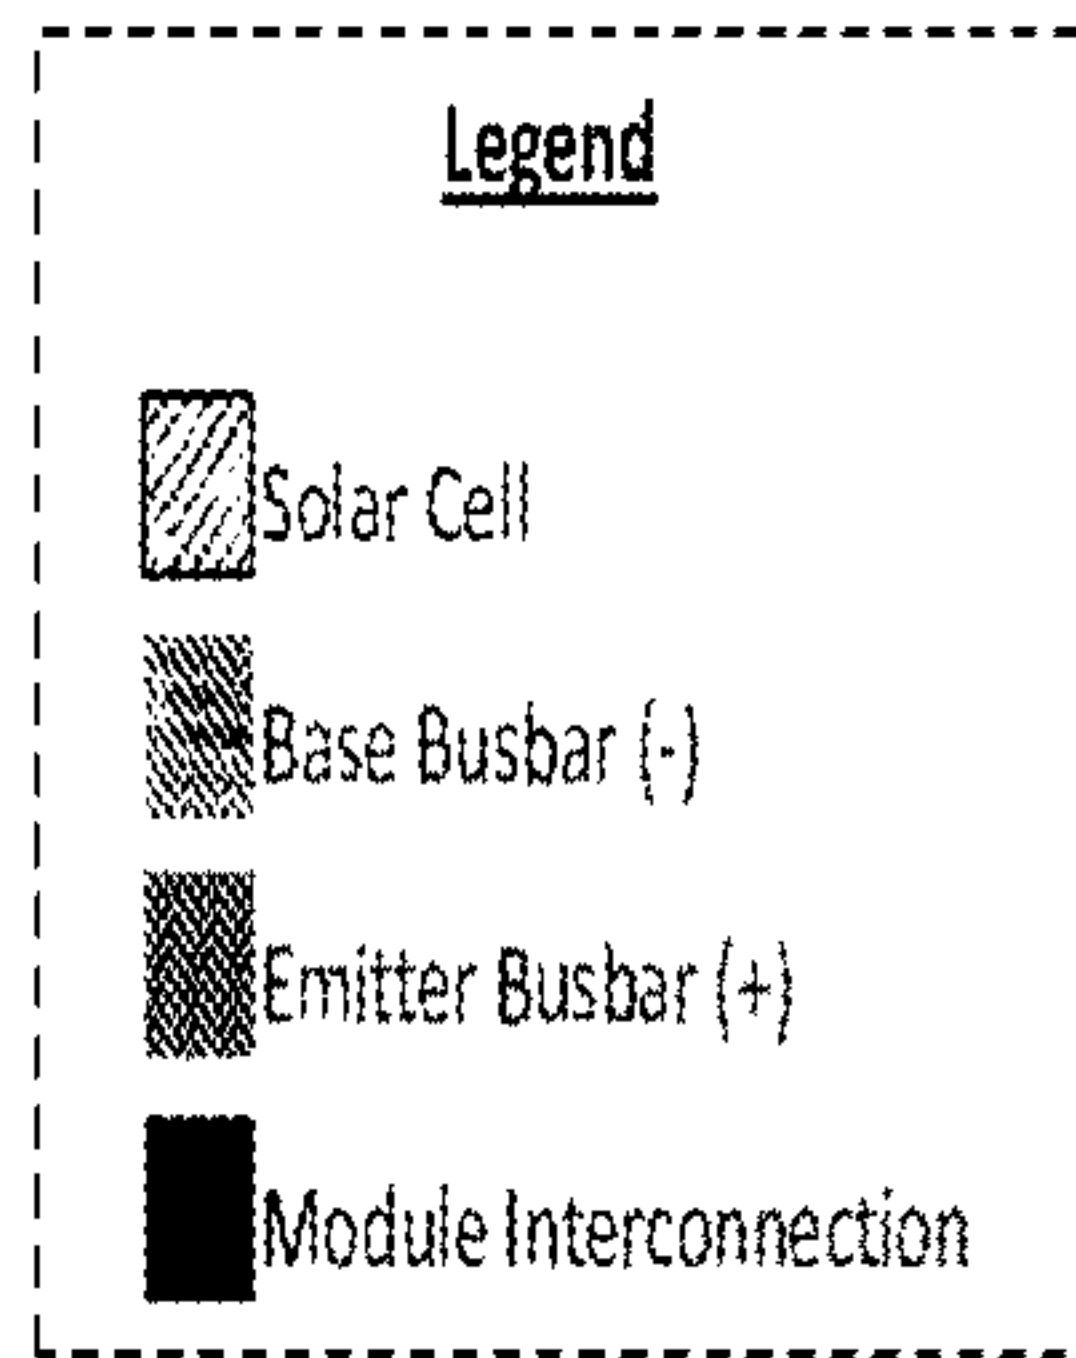 Legend
Solar Cell
Base Busbar (-)
Emitter Busbar (+)
Module Interconnection